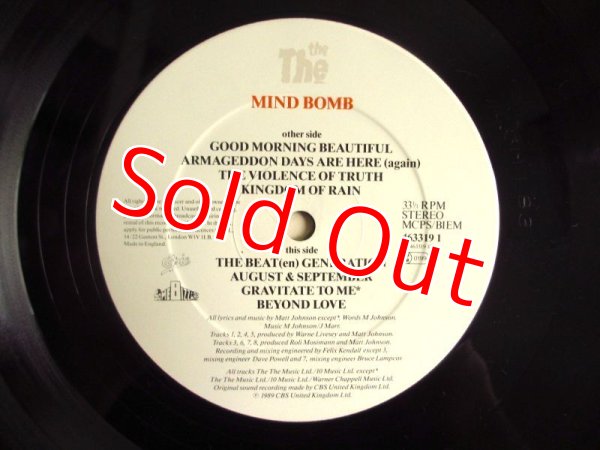 the
The
MIND BOMB
other side
GOOD MORNING BEAUTIFUL
ARMAGEDDON DAYS ARE HERE (again)
THE VIOLENCE OF TRUTH
KINGDOM OF RAIN
Sold Out
33⅓ RPM
STEREO
MCPS/BIEM
463319 1
Made in England.
this side
THE BEAT(en) GENERATION
AUGUST & SEPTEMBER
GRAVITATE TO ME*
BEYOND LOVE
All lyrics and music by Matt Johnson except*, Words M Johnson,
Music M Johnson/J Marr.
Tracks 1, 2, 4, 5, produced by Warne Livesey and Matt Johnson.
Tracks 3, 6, 7, 8, produced Roli Mosimann and Matt Johnson.
Recording and mixing engineered by Felix Kendall except 3,
mixing engineer Dave Powell and 7, mixing engineer Bruce Lampcov
All tracks The The Music Ltd./10 Music Ltd. except*
The The Music Ltd./10 Music Ltd./Warner Chappell Music Ltd.
Original sound recording made by CBS United Kingdom Ltd.
℗ 1989 CBS United Kingdom Ltd.